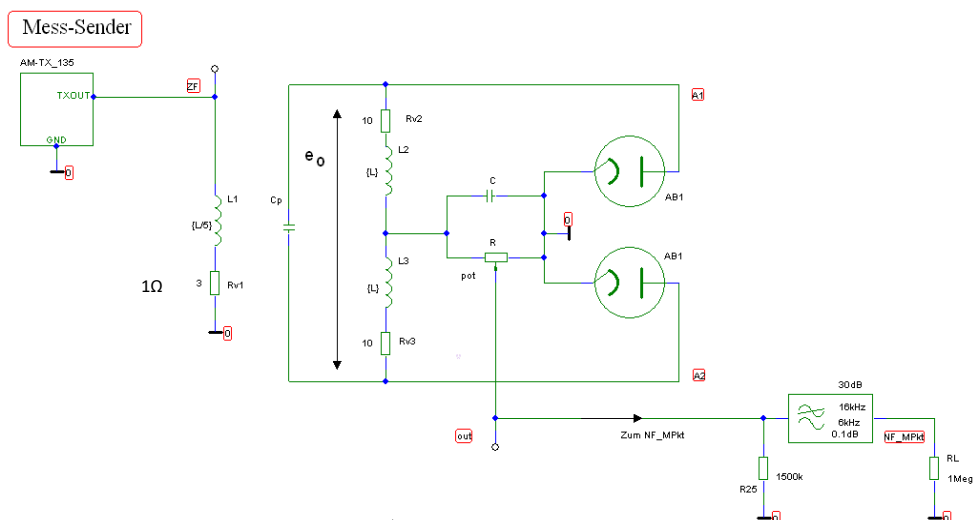 Mess-Sender
AM-TX_135
TXOUT
GND
0
ZF
L1
{L/5}
1Ω
3
Rv1
0
Cp
e0
10
Rv2
L2
{L}
C
R
pot
0
L3
{L}
10
Rv3
A1
AB1
AB1
A2
out
Zum NF_MPkt
30dB
16kHz
6kHz
0.1dB
NF_MPkt
R25
1500k
0
RL
1Meg
0